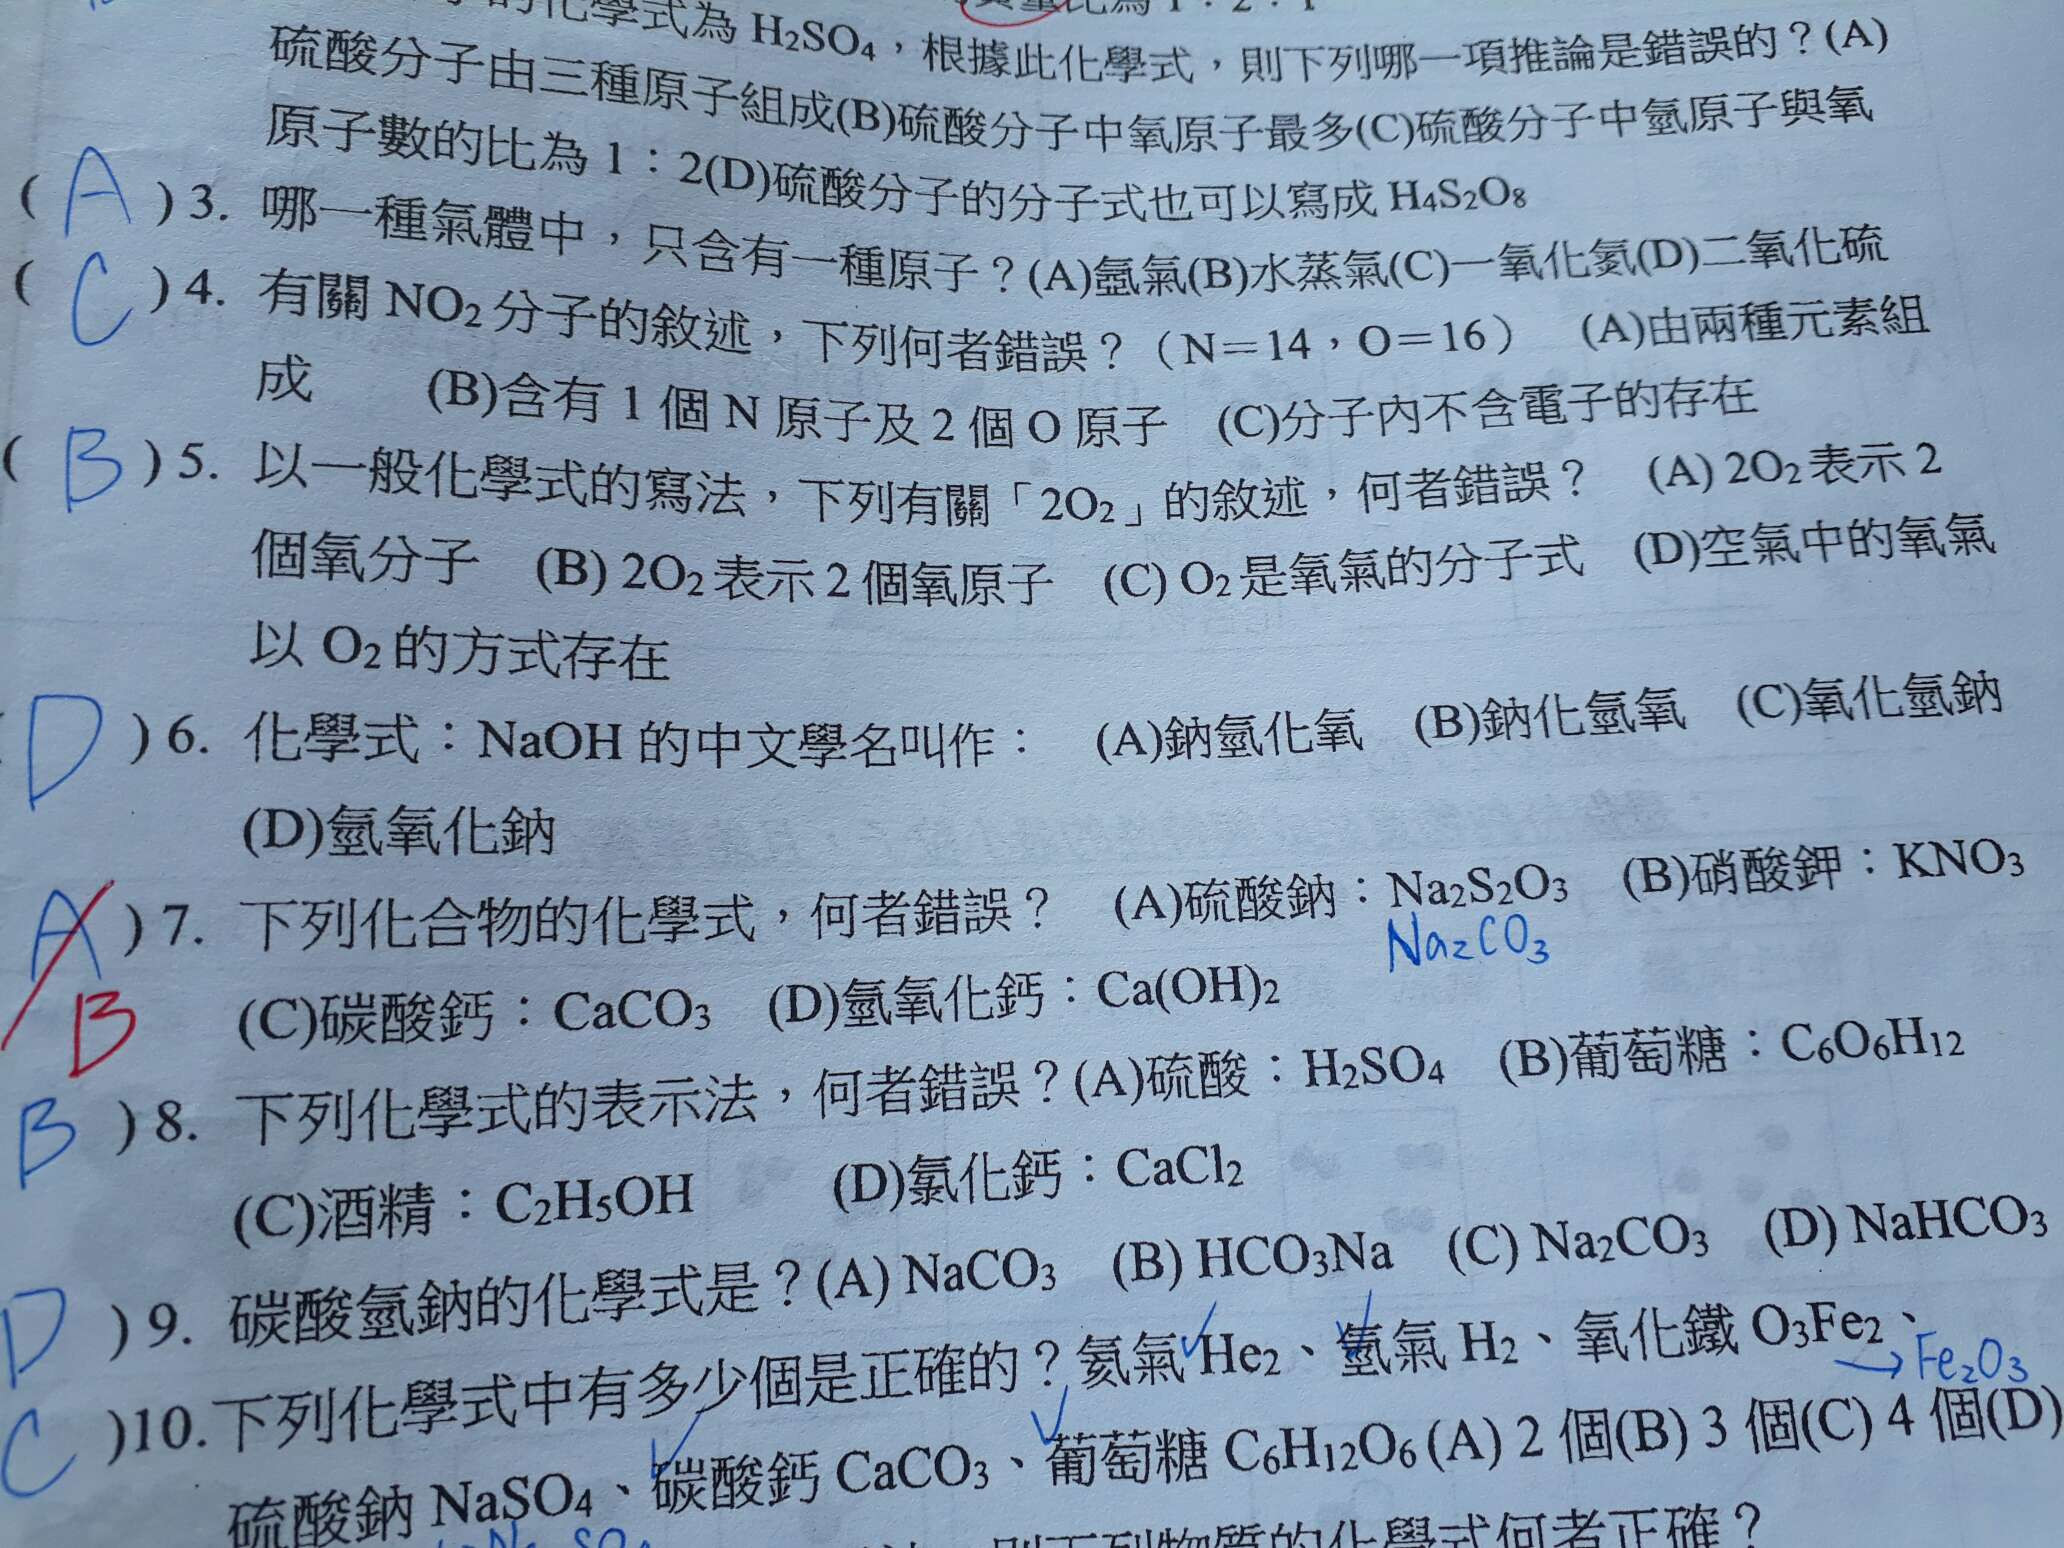 的化學式為 H₂SO₄，根據此化學式，則下列哪一項推論是錯誤的？(A)
硫酸分子由三種原子組成(B)硫酸分子中氧原子最多(C)硫酸分子中氫原子與氧
原子數的比為 1：2(D)硫酸分子的分子式也可以寫成 H₄S₂O₈
( A )3. 哪一種氣體中，只含有一種原子？(A)氬氣(B)水蒸氣(C)一氧化氮(D)二氧化硫
( C )4. 有關 NO₂ 分子的敘述，下列何者錯誤？（N＝14，O＝16） (A)由兩種元素組
成 (B)含有 1 個 N 原子及 2 個 O 原子 (C)分子內不含電子的存在
( B )5. 以一般化學式的寫法，下列有關「2O₂」的敘述，何者錯誤？ (A) 2O₂ 表示 2
個氧分子 (B) 2O₂ 表示 2 個氧原子 (C) O₂ 是氧氣的分子式 (D)空氣中的氧氣
以 O₂ 的方式存在
D )6. 化學式：NaOH 的中文學名叫作： (A)鈉氫化氧 (B)鈉化氫氧 (C)氧化氫鈉
(D)氫氧化鈉
A )7. 下列化合物的化學式，何者錯誤？ (A)硫酸鈉：Na₂S₂O₃ (B)硝酸鉀：KNO₃
Na₂CO₃
B
(C)碳酸鈣：CaCO₃ (D)氫氧化鈣：Ca(OH)₂
B )8. 下列化學式的表示法，何者錯誤？(A)硫酸：H₂SO₄ (B)葡萄糖：C₆O₆H₁₂
(C)酒精：C₂H₅OH (D)氯化鈣：CaCl₂
D )9. 碳酸氫鈉的化學式是？(A) NaCO₃ (B) HCO₃Na (C) Na₂CO₃ (D) NaHCO₃
C )10.下列化學式中有多少個是正確的？氦氣 He₂、氫氣 H₂、氧化鐵 O₃Fe₂、
→Fe₂O₃
硫酸鈉 NaSO₄、碳酸鈣 CaCO₃、葡萄糖 C₆H₁₂O₆ (A) 2 個(B) 3 個(C) 4 個(D)
則下列物質的化學式何者正確？